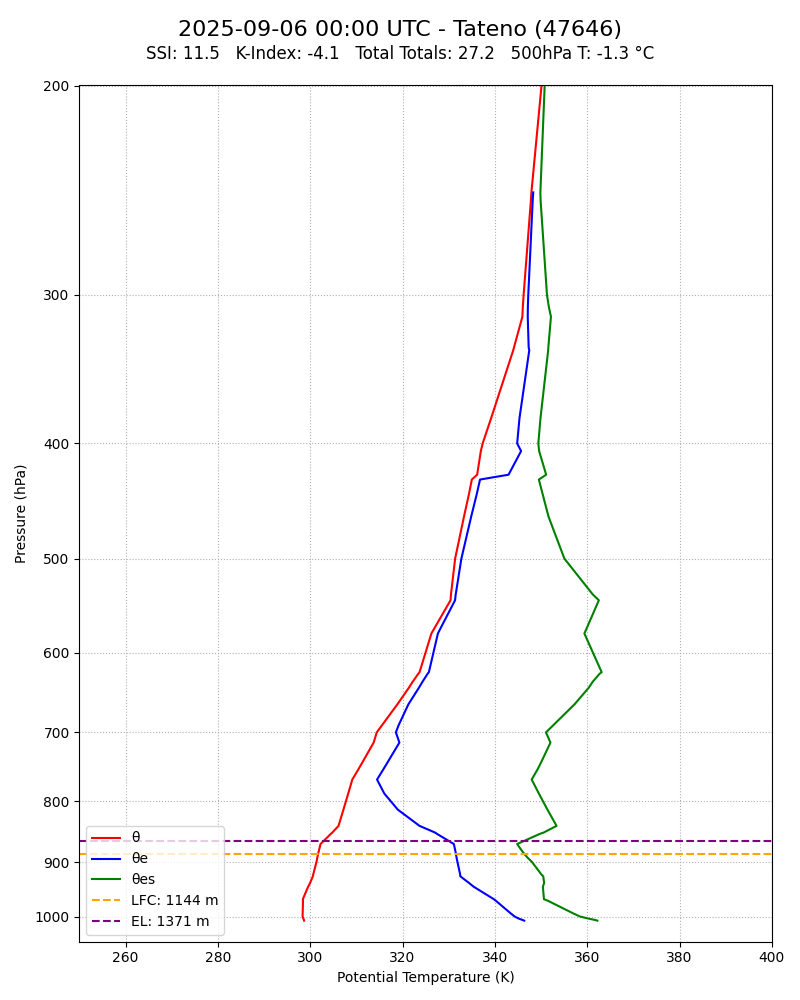 2025-09-06 00:00 UTC - Tateno (47646)
SSI: 11.5   K-Index: -4.1   Total Totals: 27.2   500hPa T: -1.3 °C
200
300
400
500
600
700
800
900
1000
Pressure (hPa)
θ
θe
θes
LFC: 1144 m
EL: 1371 m
260
280
300
320
340
360
380
400
Potential Temperature (K)